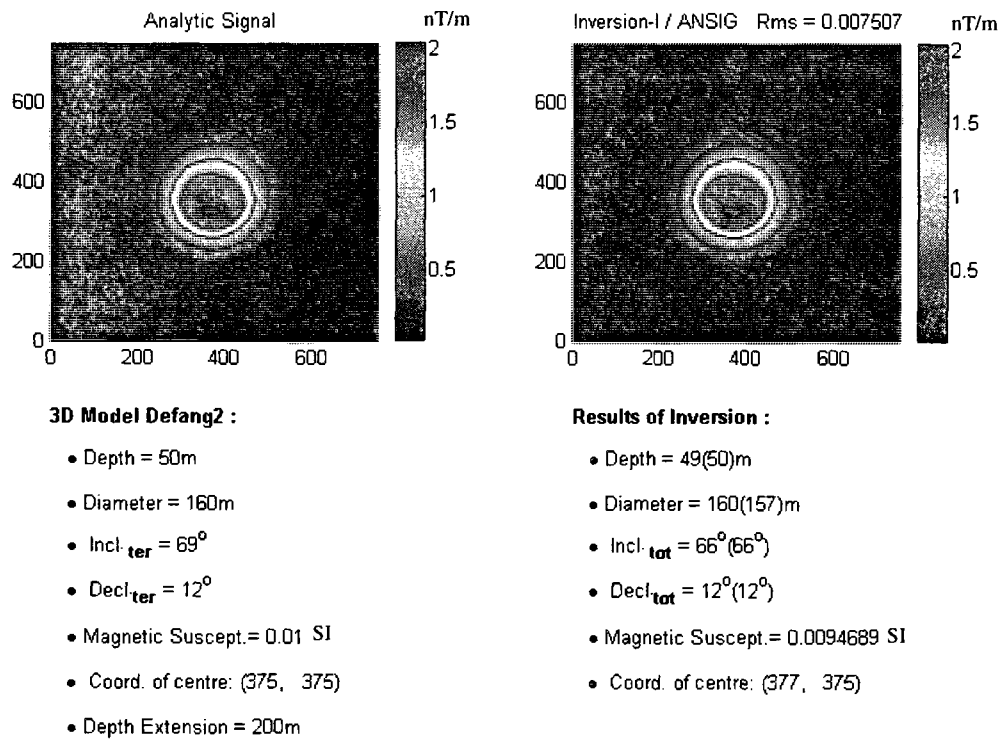 Analytic Signal nT/m
2
1.5
1
0.5
600
400
200
0
0 200 400 600
Inversion-I / ANSIG Rms = 0.007507 nT/m
2
1.5
1
0.5
600
400
200
0
0 200 400 600
3D Model Defang2 :
• Depth = 50m
• Diameter = 160m
• Incl.ter = 69°
• Decl.ter = 12°
• Magnetic Suscept.= 0.01 SI
• Coord. of centre: (375, 375)
• Depth Extension = 200m
Results of Inversion :
• Depth = 49(50)m
• Diameter = 160(157)m
• Incl.tot = 66°(66°)
• Decl.tot = 12°(12°)
• Magnetic Suscept.= 0.0094689 SI
• Coord. of centre: (377, 375)